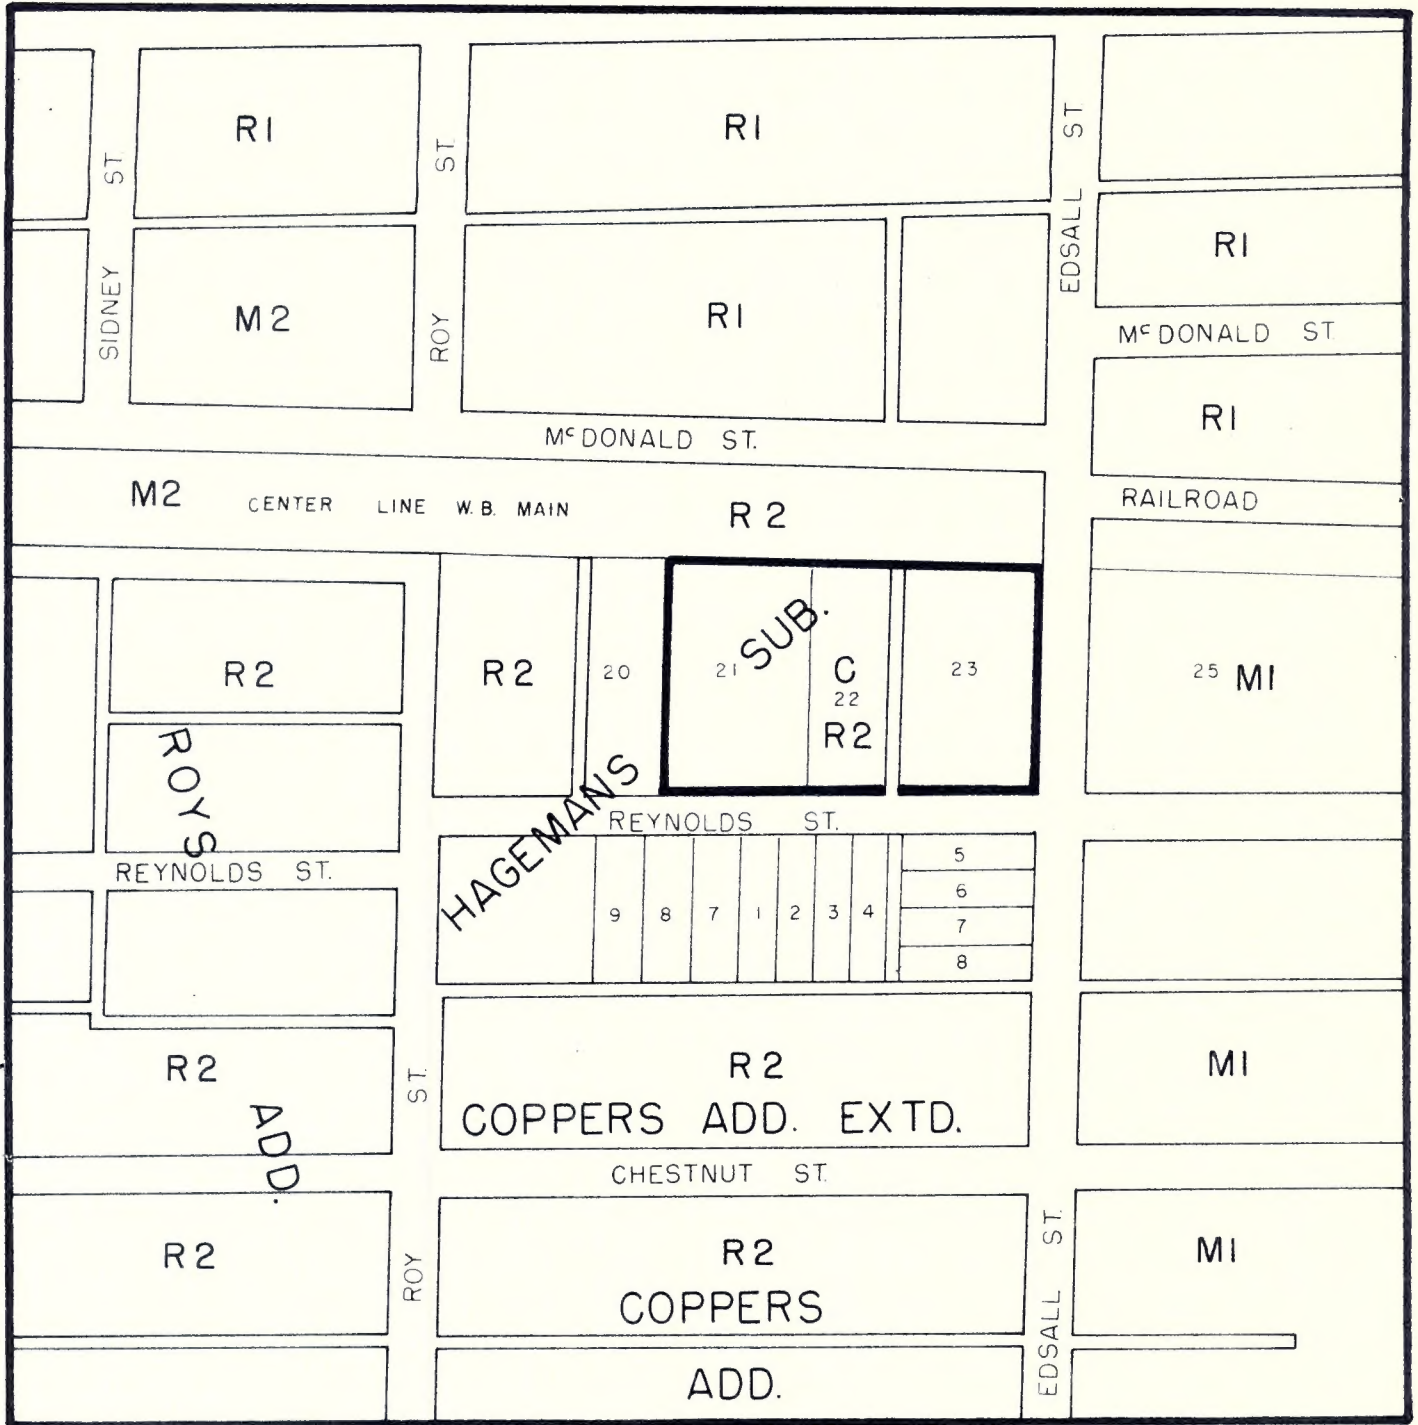 R1
R1
SIDNEY ST.
ROY ST.
EDSALL ST
R1
M2
R1
McDONALD ST.
R1
McDONALD ST.
RAILROAD
M2 CENTER LINE W.B. MAIN R2
R2
R2
20
21
C
22
R2
23
25 M1
HAGEMANS SUB.
ROYS ADD.
REYNOLDS ST.
REYNOLDS ST.
9 8 7 1 2 3 4
5
6
7
8
R2
ROY ST.
R2
COPPERS ADD. EXTD.
M1
CHESTNUT ST.
R2
R2
COPPERS
ADD.
EDSALL ST.
M1